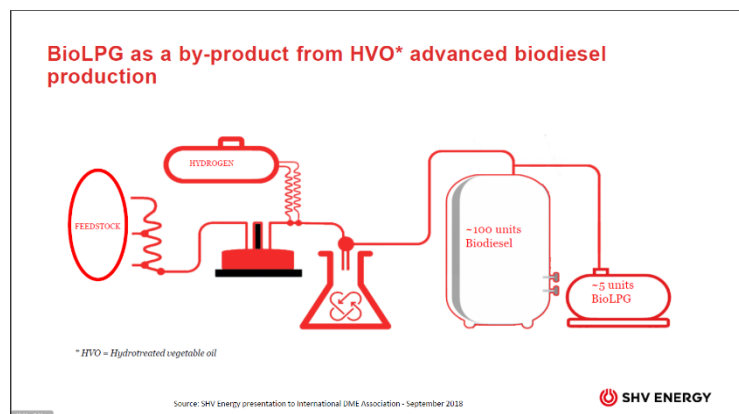 BioLPG as a by-product from HVO* advanced biodiesel
production
HYDROGEN
FEEDSTOCK
~100 units
Biodiesel
~5 units
BioLPG
* HVO = Hydrotreated vegetable oil
Source: SHV Energy presentation to International DME Association - September 2018
SHV ENERGY